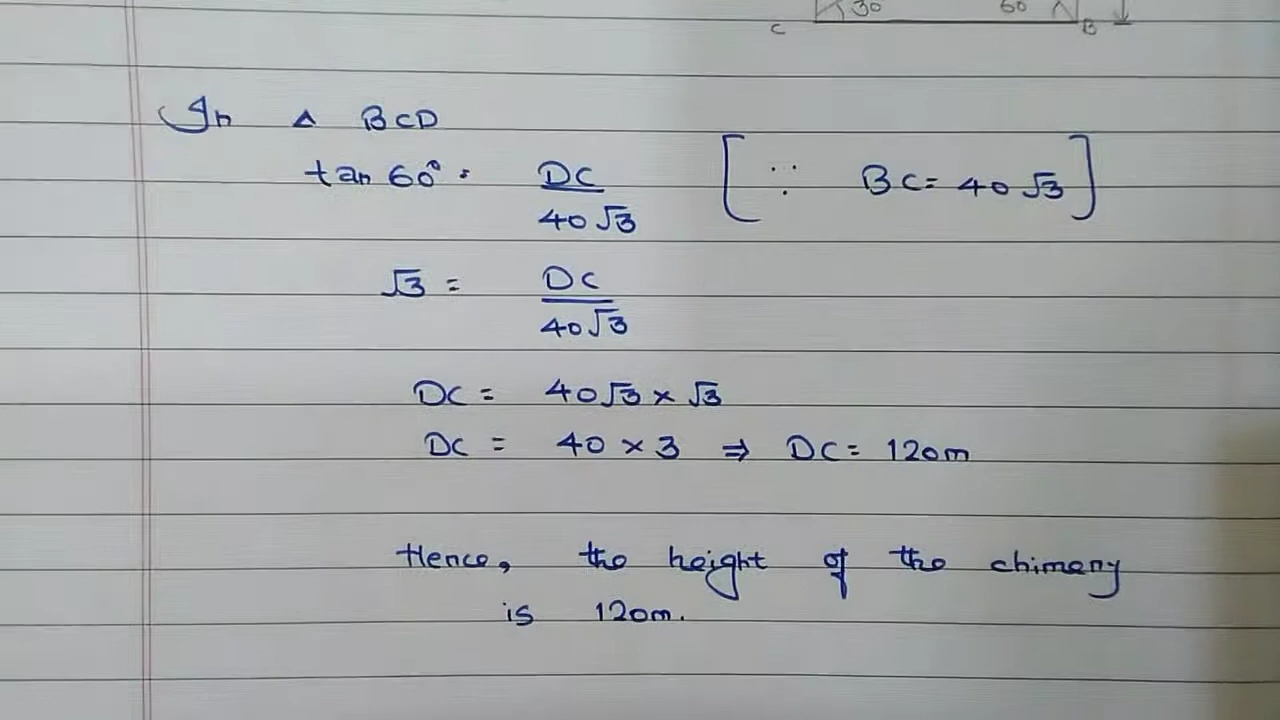 30 60
C B
In △ BCD
tan 60° = DC/40√3 [∵ BC = 40√3]
√3 = DC/40√3
DC = 40√3 × √3
DC = 40 × 3 ⇒ DC = 120m
Hence, the height of the chimany
is 120m.